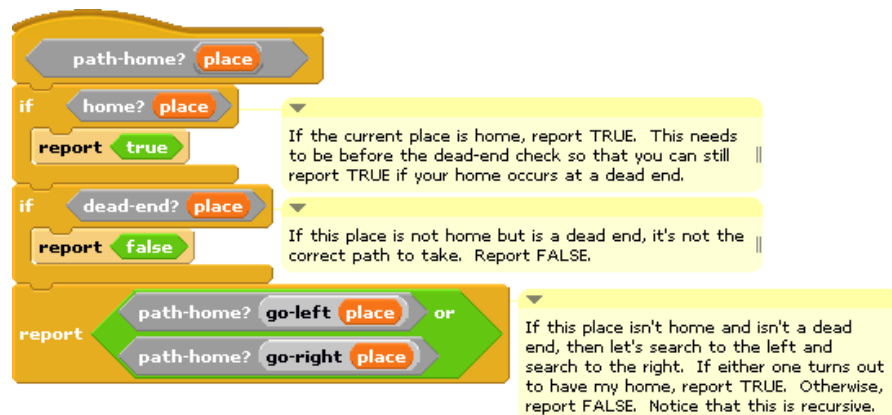 path-home? place
if home? place
report true
If the current place is home, report TRUE. This needs
to be before the dead-end check so that you can still
report TRUE if your home occurs at a dead end.
if dead-end? place
report false
If this place is not home but is a dead end, it's not the
correct path to take. Report FALSE.
path-home? go-left place or
report
path-home? go-right place
If this place isn't home and isn't a dead
end, then let's search to the left and
search to the right. If either one turns out
to have my home, report TRUE. Otherwise,
report FALSE. Notice that this is recursive.